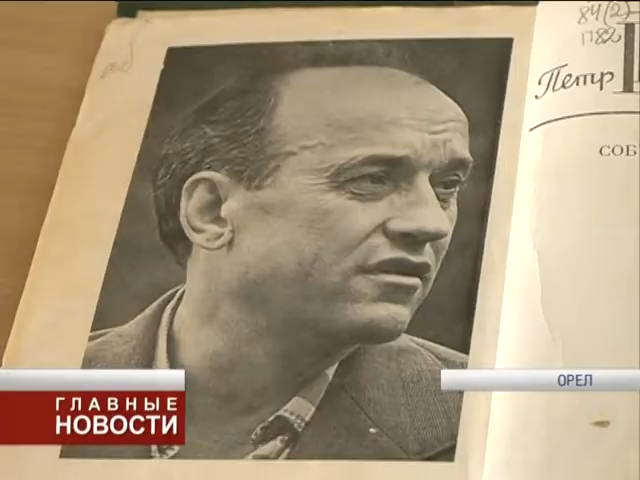 84(2)
П82
Петр
СОБ
ОРЕЛ
ГЛАВНЫЕ
НОВОСТИ